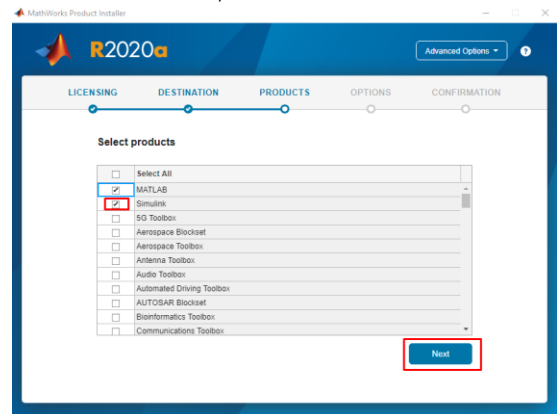 MathWorks Product Installer
R2020a
Advanced Options
?
LICENSING DESTINATION PRODUCTS OPTIONS CONFIRMATION
Select products
Select All
MATLAB
Simulink
5G Toolbox
Aerospace Blockset
Aerospace Toolbox
Antenna Toolbox
Audio Toolbox
Automated Driving Toolbox
AUTOSAR Blockset
Bioinformatics Toolbox
Communications Toolbox
Next